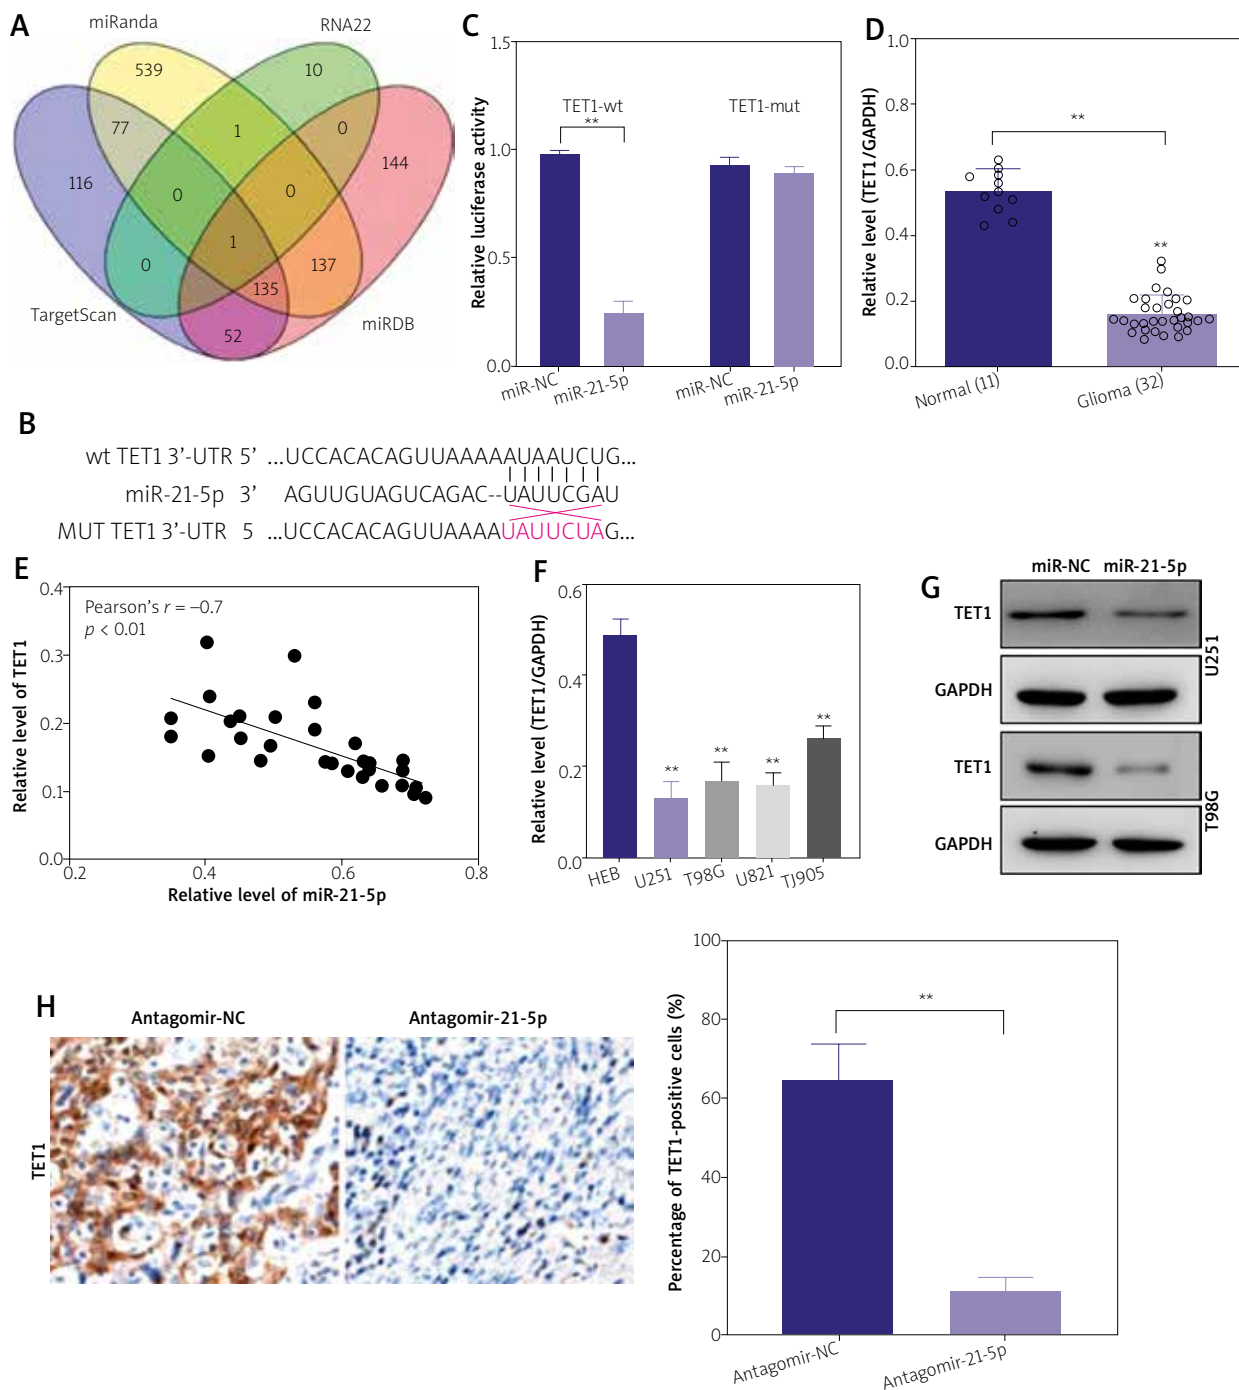 A
miRanda
RNA22
539
10
77
1
0
144
116
0
0
1
0
137
135
52
TargetScan
miRDB
C
Relative luciferase activity
1.5
1.0
0.5
0.0
TET1-wt
**
TET1-mut
miR-NC
miR-21-5p
miR-NC
miR-21-5p
D
Relative level (TET1/GAPDH)
1.0
0.8
0.6
0.4
0.2
0.0
**
**
Normal (11)
Glioma (32)
B
wt TET1 3’-UTR 5’ ...UCCACACAGUUAAAAAUAAUCUG...
miR-21-5p 3’ AGUUGUAGUCAGAC--UAUUCGAU
MUT TET1 3’-UTR 5 ...UCCACACAGUUAAAAUAUUCUAG...
E
Relative level of TET1
0.4
0.3
0.2
0.1
0.0
Pearson’s r = –0.7
p < 0.01
0.2
0.4
0.6
0.8
Relative level of miR-21-5p
F
Relative level (TET1/GAPDH)
0.6
0.4
0.2
0.0
**
**
**
**
HEB
U251
T98G
U821
TJ905
G
miR-NC miR-21-5p
TET1
GAPDH
U251
TET1
GAPDH
T98G
H
Antagomir-NC
Antagomir-21-5p
TET1
Percentage of TET1-positive cells (%)
100
80
60
40
20
0
**
Antagomir-NC
Antagomir-21-5p